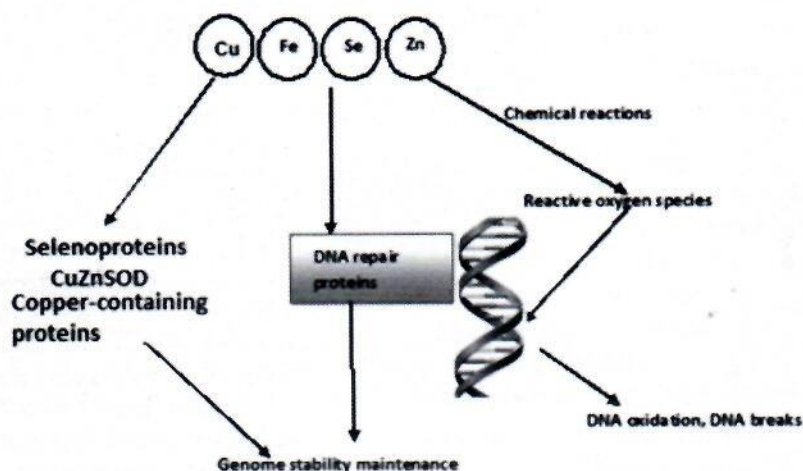 Cu Fe Se Zn
Chemical reactions
Reactive oxygen species
Selenoproteins
CuZnSOD
Copper-containing
proteins
DNA repair
proteins
DNA oxidation, DNA breaks
Genome stability maintenance